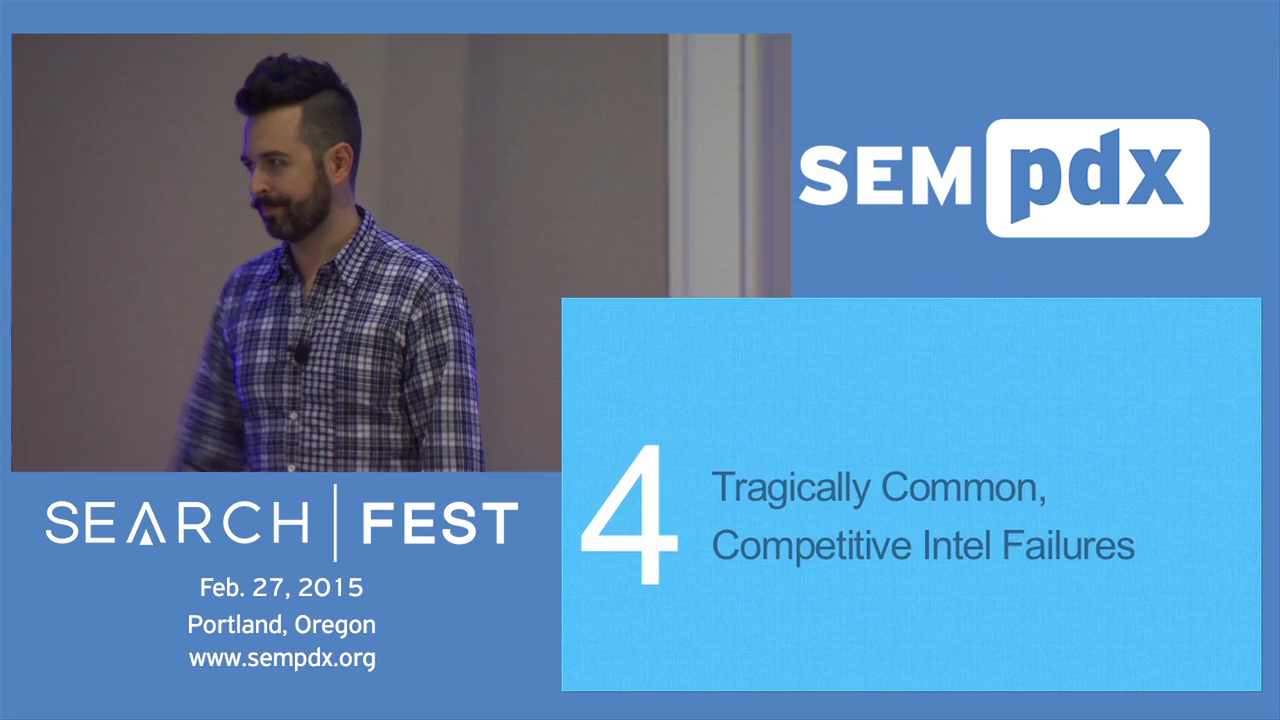 SEM pdx
4
Tragically Common,
Competitive Intel Failures
SEARCH | FEST
Feb. 27, 2015
Portland, Oregon
www.sempdx.org